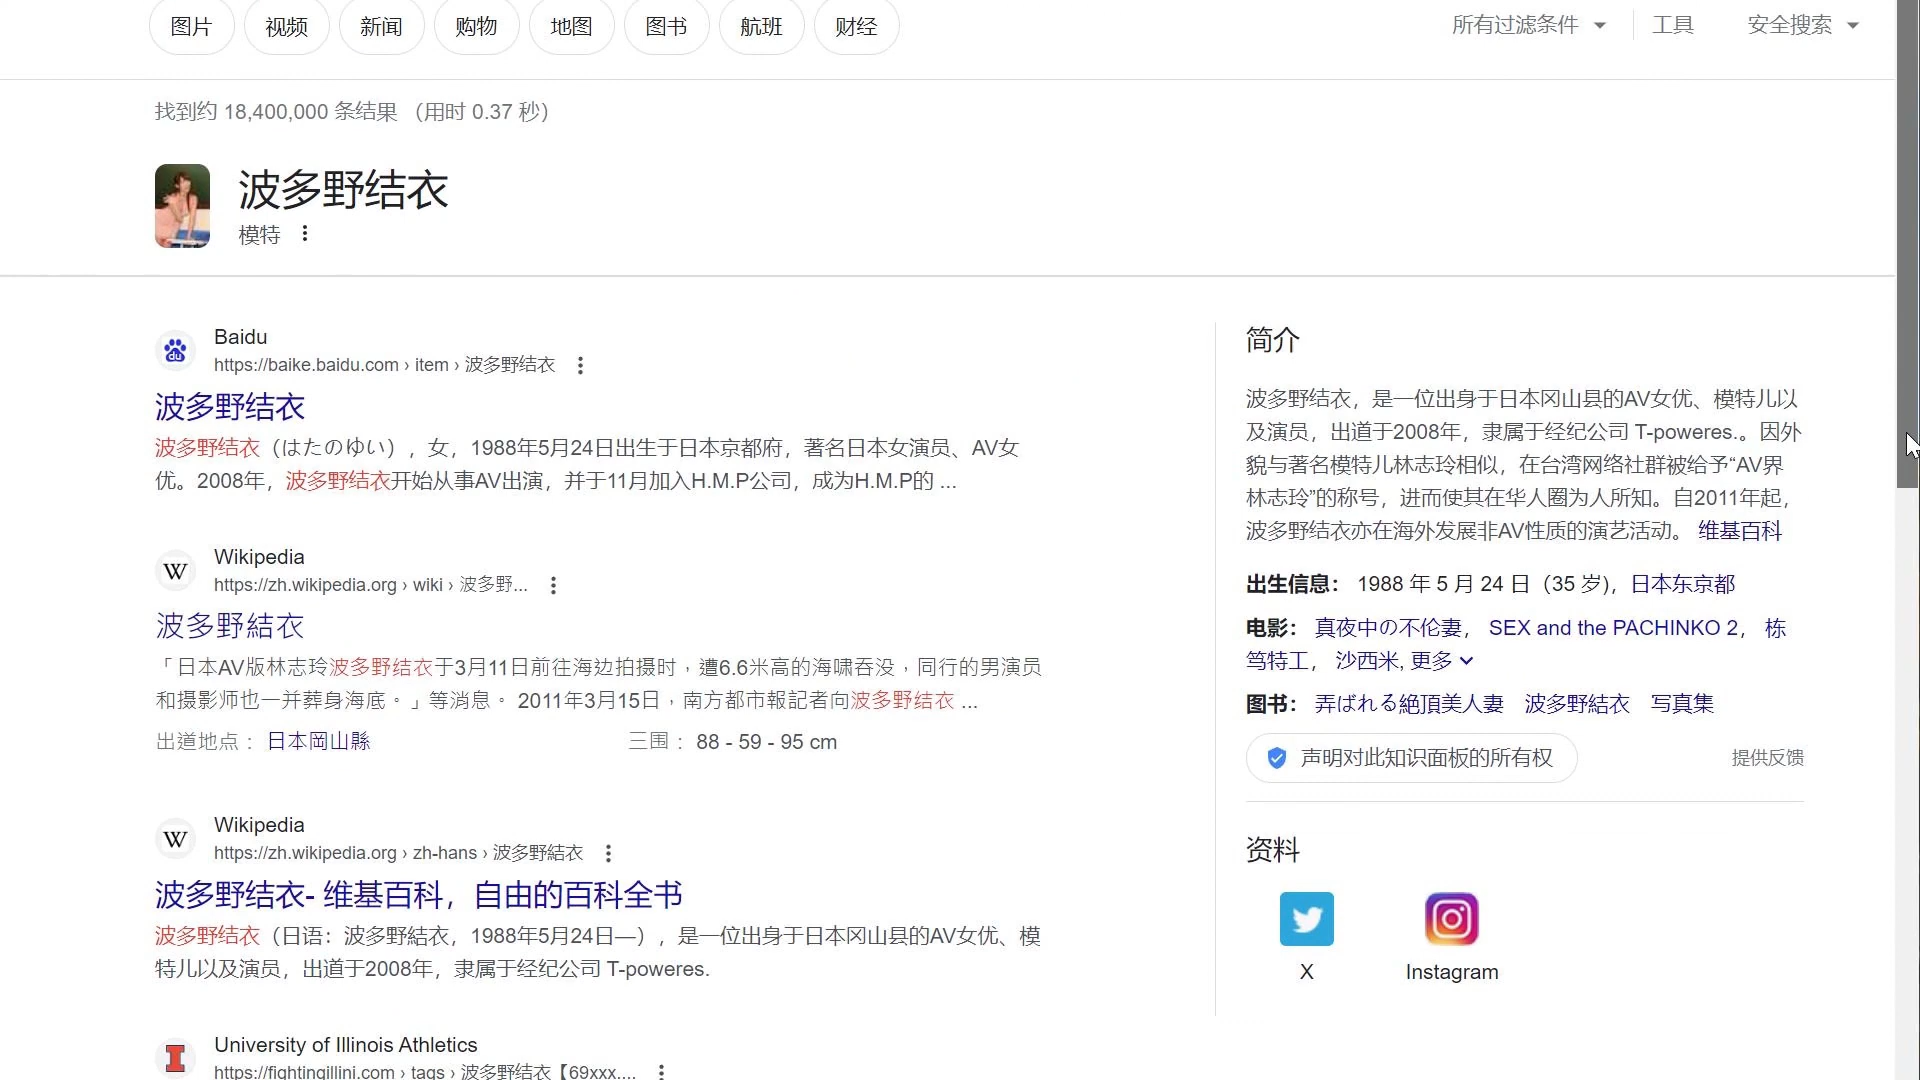 图片 视频 新闻 购物 地图 图书 航班 财经 所有过滤条件 工具 安全搜索
找到约 18,400,000 条结果 （用时 0.37 秒）
波多野结衣
模特
Baidu
https://baike.baidu.com › item › 波多野结衣
波多野结衣
波多野结衣（はたのゆい），女，1988年5月24日出生于日本京都府，著名日本女演员、AV女
优。2008年，波多野结衣开始从事AV出演，并于11月加入H.M.P公司，成为H.M.P的 ...
Wikipedia
https://zh.wikipedia.org › wiki › 波多野...
波多野結衣
「日本AV版林志玲波多野结衣于3月11日前往海边拍摄时，遭6.6米高的海啸吞没，同行的男演员
和摄影师也一并葬身海底。」等消息。 2011年3月15日，南方都市報記者向波多野结衣 ...
出道地点： 日本岡山縣 三围： 88 - 59 - 95 cm
Wikipedia
https://zh.wikipedia.org › zh-hans › 波多野結衣
波多野结衣- 维基百科，自由的百科全书
波多野结衣（日语：波多野結衣，1988年5月24日—），是一位出身于日本冈山县的AV女优、模
特儿以及演员，出道于2008年，隶属于经纪公司 T-poweres.
University of Illinois Athletics
https://fightingillini.com › tags › 波多野结衣【69xxx....
简介
波多野结衣，是一位出身于日本冈山县的AV女优、模特儿以
及演员，出道于2008年，隶属于经纪公司 T-poweres.。因外
貌与著名模特儿林志玲相似，在台湾网络社群被给予“AV界
林志玲”的称号，进而使其在华人圈为人所知。自2011年起，
波多野结衣亦在海外发展非AV性质的演艺活动。 维基百科
出生信息： 1988 年 5 月 24 日（35 岁），日本东京都
电影： 真夜中の不伦妻， SEX and the PACHINKO 2， 栋
笃特工， 沙西米, 更多
图书： 弄ばれる絶頂美人妻 波多野結衣 写真集
声明对此知识面板的所有权 提供反馈
资料
X Instagram